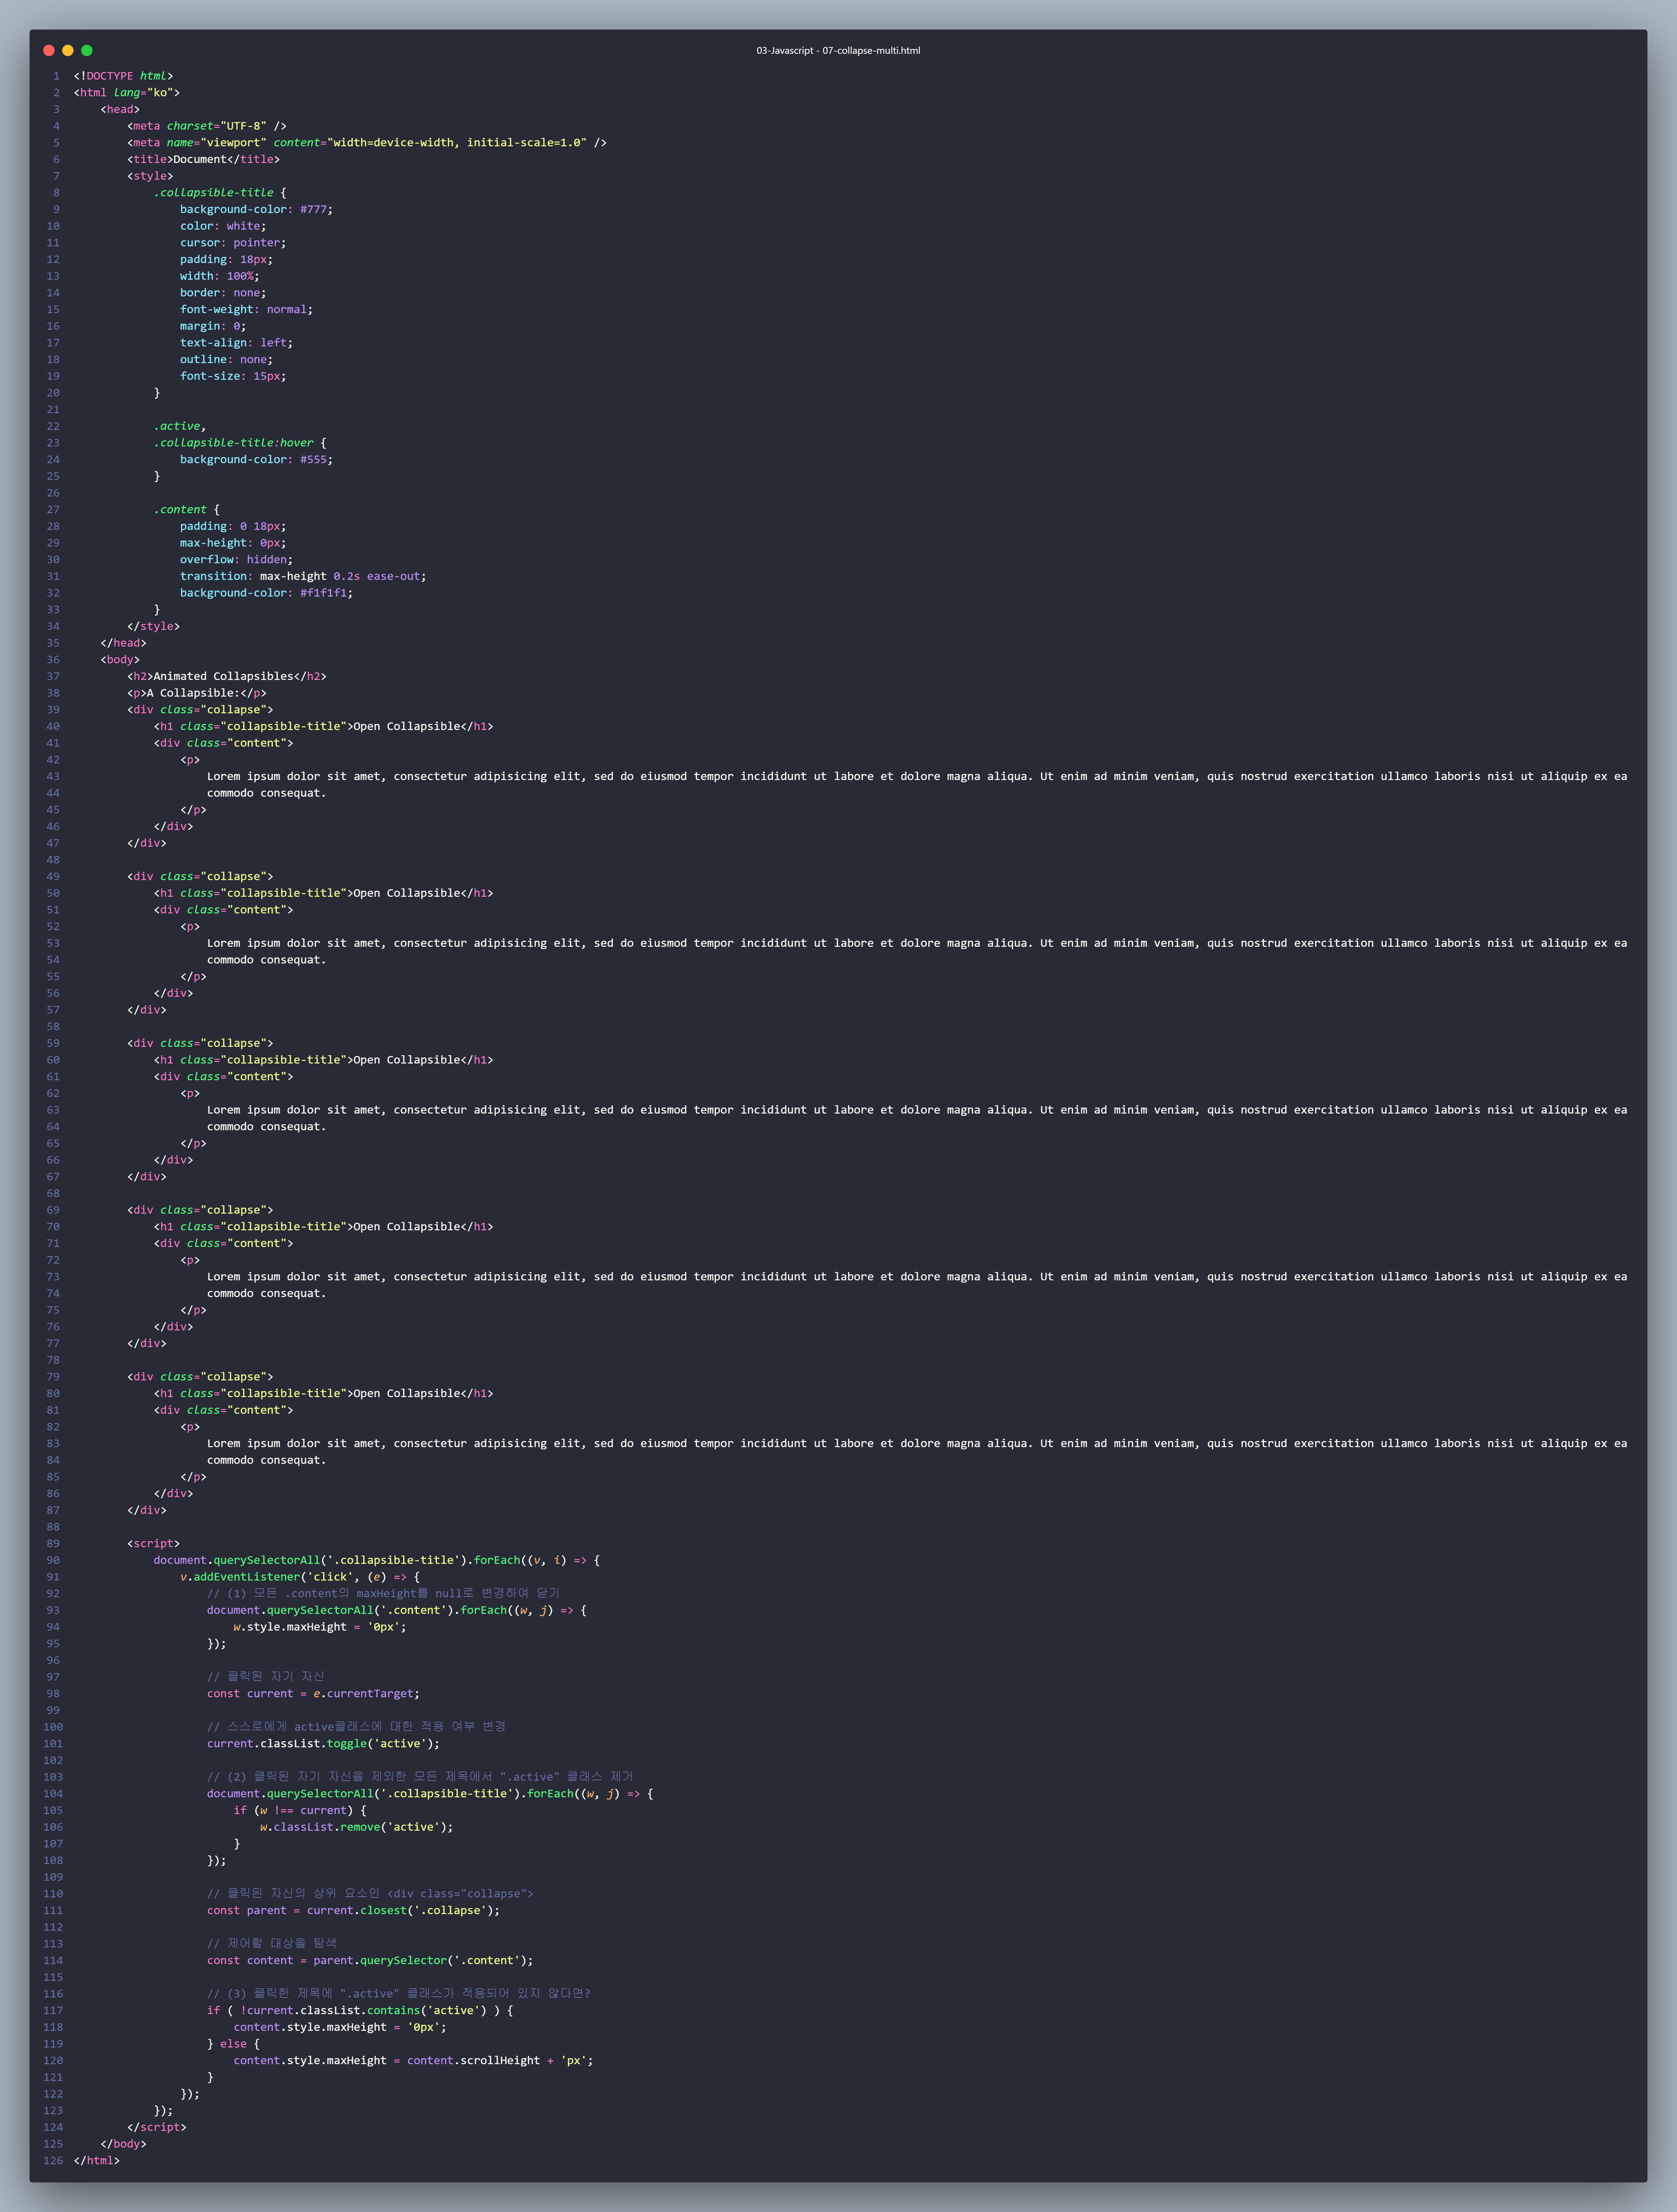 03-Javascript - 07-collapse-multi.html
1 <!DOCTYPE html>
2 <html lang="ko">
3     <head>
4         <meta charset="UTF-8" />
5         <meta name="viewport" content="width=device-width, initial-scale=1.0" />
6         <title>Document</title>
7         <style>
8             .collapsible-title {
9                 background-color: #777;
10                 color: white;
11                 cursor: pointer;
12                 padding: 18px;
13                 width: 100%;
14                 border: none;
15                 font-weight: normal;
16                 margin: 0;
17                 text-align: left;
18                 outline: none;
19                 font-size: 15px;
20             }
21
22             .active,
23             .collapsible-title:hover {
24                 background-color: #555;
25             }
26
27             .content {
28                 padding: 0 18px;
29                 max-height: 0px;
30                 overflow: hidden;
31                 transition: max-height 0.2s ease-out;
32                 background-color: #f1f1f1;
33             }
34         </style>
35     </head>
36     <body>
37         <h2>Animated Collapsibles</h2>
38         <p>A Collapsible:</p>
39         <div class="collapse">
40             <h1 class="collapsible-title">Open Collapsible</h1>
41             <div class="content">
42                 <p>
43                     Lorem ipsum dolor sit amet, consectetur adipisicing elit, sed do eiusmod tempor incididunt ut labore et dolore magna aliqua. Ut enim ad minim veniam, quis nostrud exercitation ullamco laboris nisi ut aliquip ex ea
44                     commodo consequat.
45                 </p>
46             </div>
47         </div>
48
49         <div class="collapse">
50             <h1 class="collapsible-title">Open Collapsible</h1>
51             <div class="content">
52                 <p>
53                     Lorem ipsum dolor sit amet, consectetur adipisicing elit, sed do eiusmod tempor incididunt ut labore et dolore magna aliqua. Ut enim ad minim veniam, quis nostrud exercitation ullamco laboris nisi ut aliquip ex ea
54                     commodo consequat.
55                 </p>
56             </div>
57         </div>
58
59         <div class="collapse">
60             <h1 class="collapsible-title">Open Collapsible</h1>
61             <div class="content">
62                 <p>
63                     Lorem ipsum dolor sit amet, consectetur adipisicing elit, sed do eiusmod tempor incididunt ut labore et dolore magna aliqua. Ut enim ad minim veniam, quis nostrud exercitation ullamco laboris nisi ut aliquip ex ea
64                     commodo consequat.
65                 </p>
66             </div>
67         </div>
68
69         <div class="collapse">
70             <h1 class="collapsible-title">Open Collapsible</h1>
71             <div class="content">
72                 <p>
73                     Lorem ipsum dolor sit amet, consectetur adipisicing elit, sed do eiusmod tempor incididunt ut labore et dolore magna aliqua. Ut enim ad minim veniam, quis nostrud exercitation ullamco laboris nisi ut aliquip ex ea
74                     commodo consequat.
75                 </p>
76             </div>
77         </div>
78
79         <div class="collapse">
80             <h1 class="collapsible-title">Open Collapsible</h1>
81             <div class="content">
82                 <p>
83                     Lorem ipsum dolor sit amet, consectetur adipisicing elit, sed do eiusmod tempor incididunt ut labore et dolore magna aliqua. Ut enim ad minim veniam, quis nostrud exercitation ullamco laboris nisi ut aliquip ex ea
84                     commodo consequat.
85                 </p>
86             </div>
87         </div>
88
89         <script>
90             document.querySelectorAll('.collapsible-title').forEach((v, i) => {
91                 v.addEventListener('click', (e) => {
92                     // (1) 모든 .content의 maxHeight를 null로 변경하여 닫기
93                     document.querySelectorAll('.content').forEach((w, j) => {
94                         w.style.maxHeight = '0px';
95                     });
96
97                     // 클릭된 자기 자신
98                     const current = e.currentTarget;
99
100                     // 스스로에게 active클래스에 대한 적용 여부 변경
101                     current.classList.toggle('active');
102
103                     // (2) 클릭된 자기 자신을 제외한 모든 제목에서 ".active" 클래스 제거
104                     document.querySelectorAll('.collapsible-title').forEach((w, j) => {
105                         if (w !== current) {
106                             w.classList.remove('active');
107                         }
108                     });
109
110                     // 클릭된 자신의 상위 요소인 <div class="collapse">
111                     const parent = current.closest('.collapse');
112
113                     // 제어할 대상을 탐색
114                     const content = parent.querySelector('.content');
115
116                     // (3) 클릭한 제목에 ".active" 클래스가 적용되어 있지 않다면?
117                     if ( !current.classList.contains('active') ) {
118                         content.style.maxHeight = '0px';
119                     } else {
120                         content.style.maxHeight = content.scrollHeight + 'px';
121                     }
122                 });
123             });
124         </script>
125     </body>
126 </html>